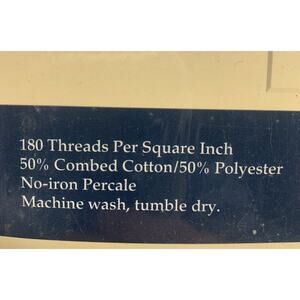 180 Threads Per Square Inch
50% Combed Cotton/50% Polyester
No-iron Percale
Machine wash, tumble dry.